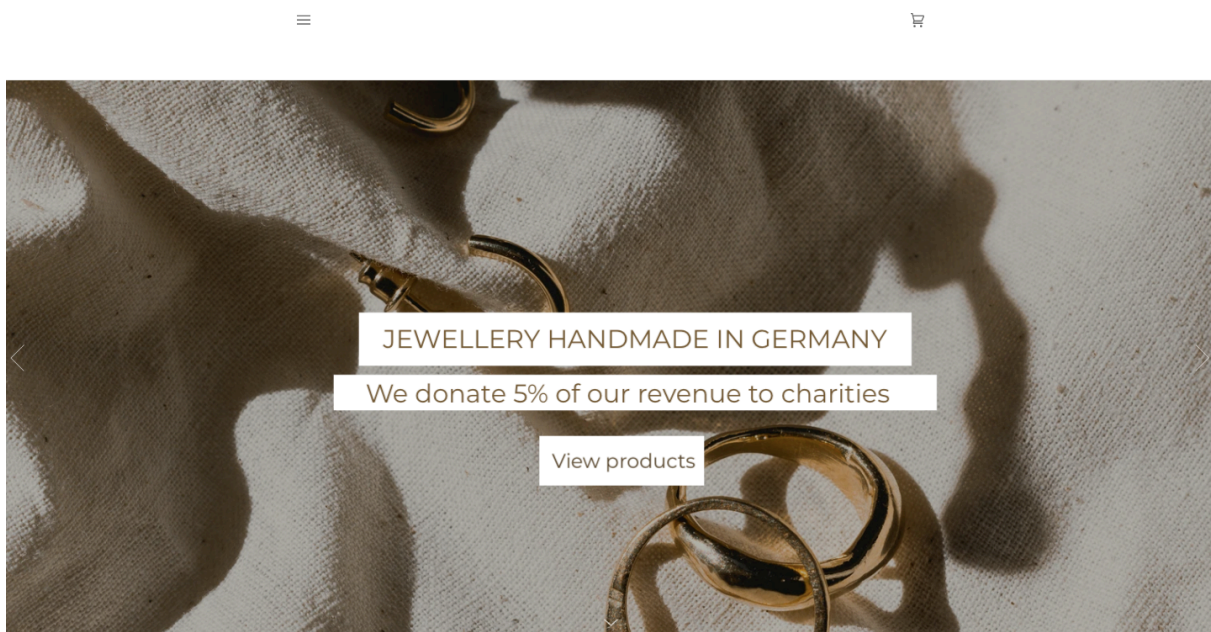 JEWELLERY HANDMADE IN GERMANY
We donate 5% of our revenue to charities
View products